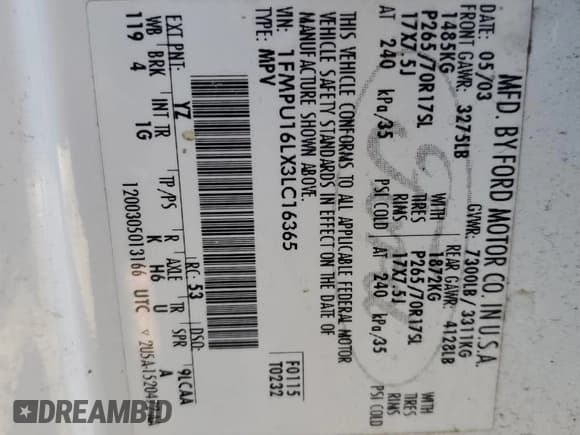 MFD. BY FORD MOTOR CO. IN U.S.A.
DATE: 05/03 GVWR: 7300LB / 3311KG
FRONT GAWR: 3275LB REAR GAWR: 4128LB
1485KG WITH 1872KG WITH
P265/70R17SL TIRES P265/70R17SL TIRES
17X7.5J RIMS 17X7.5J RIMS
AT 240 kPa/35 PSI COLD AT 240 kPa/35 PSI COLD
THIS VEHICLE CONFORMS TO ALL APPLICABLE FEDERAL MOTOR
VEHICLE SAFETY STANDARDS IN EFFECT ON THE DATE OF
MANUFACTURE SHOWN ABOVE.
VIN: 1FMPU16LX3LC16365 F0115
TYPE: MPV T0232
EXT PNT: YZ RC: 53 DSO:
WB BRK INT TR TP/PS R AXLE TR SPR 9LCAA
119 4 1G K H6 U A
1200305013166 UTC
DREAMBID